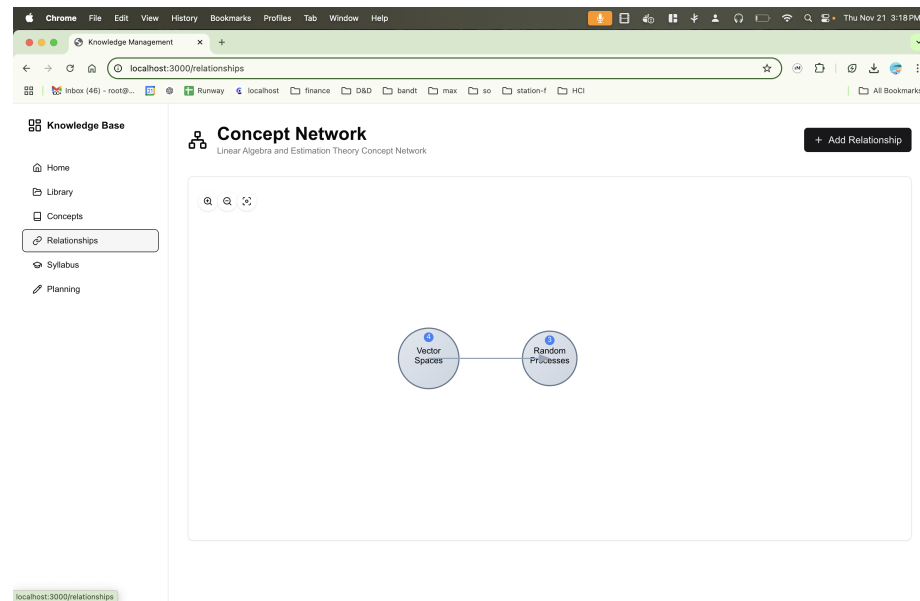 Chrome File Edit View History Bookmarks Profiles Tab Window Help Thu Nov 21 3:18 PM
Knowledge Management
localhost:3000/relationships
Inbox (46) – root@... Runway localhost finance D&D bandt max so station-f HCI All Bookmarks
Knowledge Base
Home
Library
Concepts
Relationships
Syllabus
Planning
Concept Network
Linear Algebra and Estimation Theory Concept Network
+ Add Relationship
4
Vector
Spaces
3
Random
Processes
localhost:3000/relationships